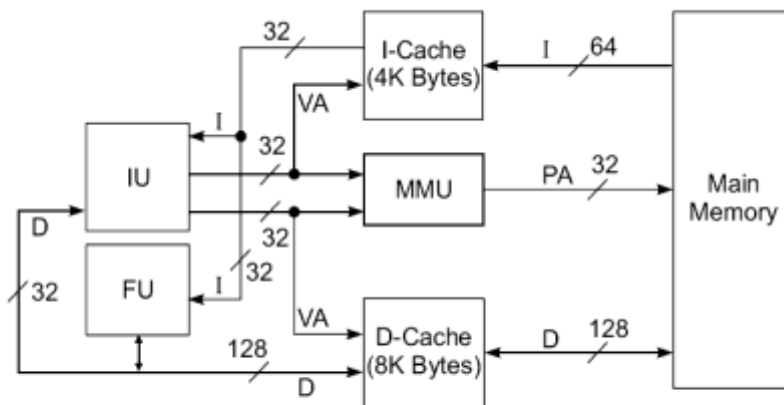 32
I-Cache
(4K Bytes)
I
64
VA
I
32
IU
MMU
PA
32
Main
Memory
D
32
32
32
FU
I
VA
D-Cache
(8K Bytes)
D
128
128
D